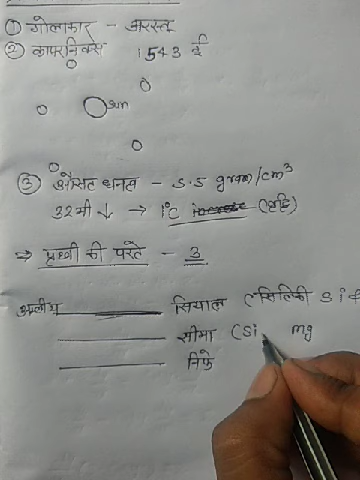 ① गोलाकार - अरस्तू
② कापरनिकस 1543 ई
sun
③ औसत घनत्व - 5.5 gram/cm³
32मी ↓ → 1°C (वृद्धि)
⇒ पृथ्वी की परते - 3
अम्लीय सियाल (सिलिकी si
सीमा (Si mg
निफे